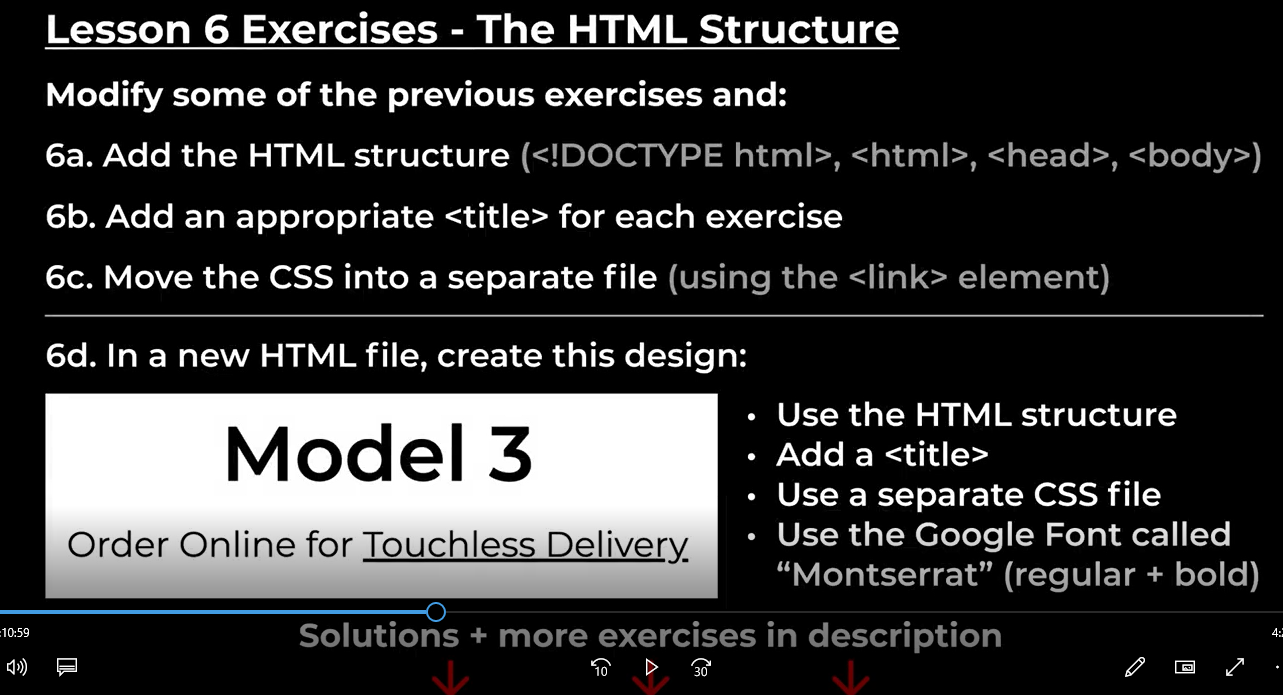 Lesson 6 Exercises - The HTML Structure
Modify some of the previous exercises and:
6a. Add the HTML structure (<!DOCTYPE html>, <html>, <head>, <body>)
6b. Add an appropriate <title> for each exercise
6c. Move the CSS into a separate file (using the <link> element)
6d. In a new HTML file, create this design:
Model 3
Order Online for Touchless Delivery
• Use the HTML structure
• Add a <title>
• Use a separate CSS file
• Use the Google Font called
“Montserrat” (regular + bold)
:10:59
4:
Solutions + more exercises in description
10
30